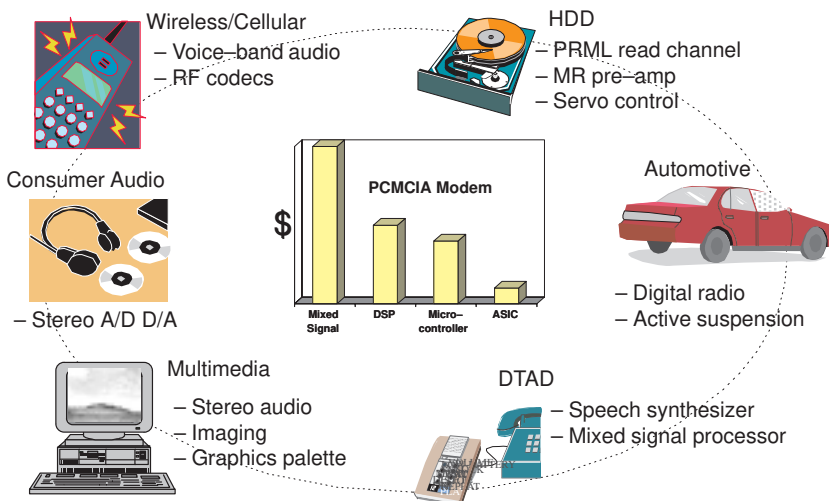 Wireless/Cellular
– Voice–band audio
– RF codecs
HDD
– PRML read channel
– MR pre–amp
– Servo control
Consumer Audio
– Stereo A/D D/A
PCMCIA Modem
$
Mixed
Signal
DSP
Micro–
controller
ASIC
Automotive
– Digital radio
– Active suspension
Multimedia
– Stereo audio
– Imaging
– Graphics palette
DTAD
– Speech synthesizer
– Mixed signal processor